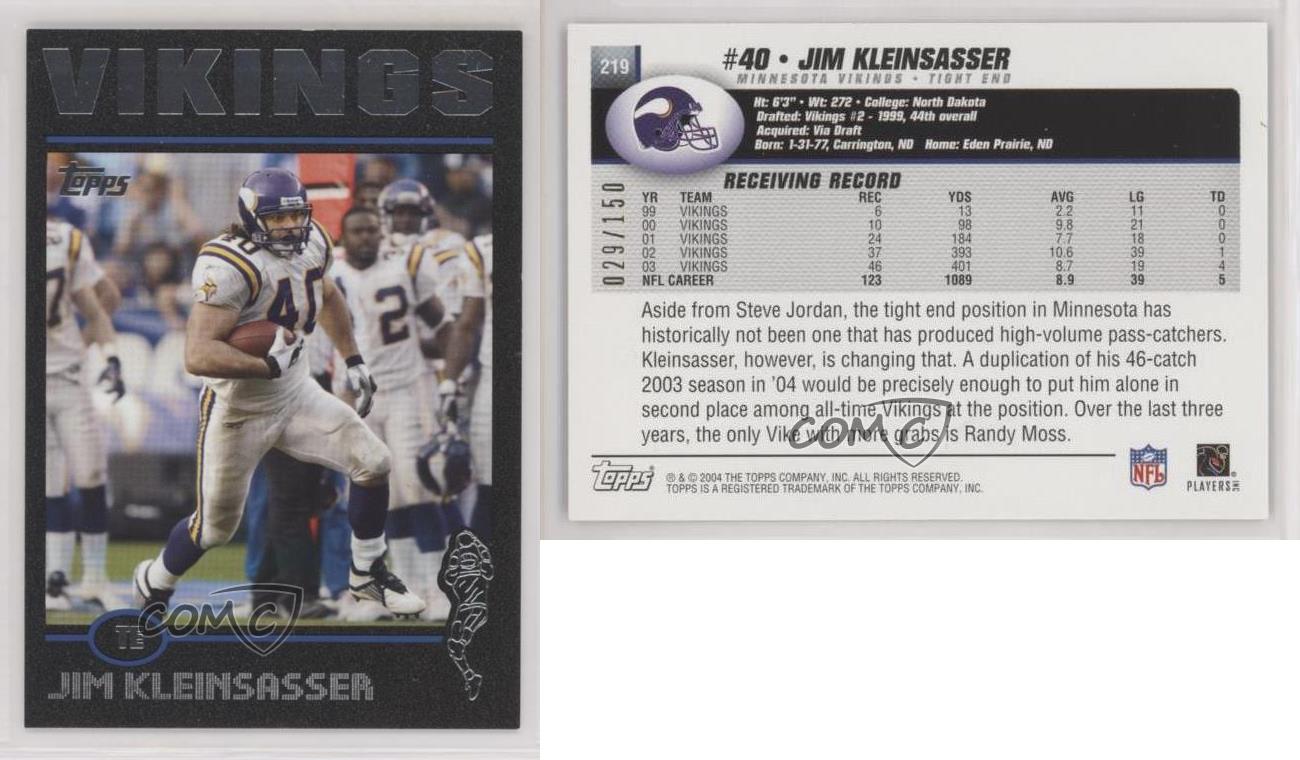 VIKINGS
Topps
40
2
COMC
TE
JIM KLEINSASSER
219
#40 • JIM KLEINSASSER
MINNESOTA VIKINGS • TIGHT END
Ht: 6'3" • Wt: 272 • College: North Dakota
Drafted: Vikings #2 - 1999, 44th overall
Acquired: Via Draft
Born: 1-31-77, Carrington, ND Home: Eden Prairie, ND
029/150
RECEIVING RECORD
YR TEAM REC YDS AVG LG TD
99 VIKINGS 6 13 2.2 11 0
00 VIKINGS 10 98 9.8 21 0
01 VIKINGS 24 184 7.7 18 0
02 VIKINGS 37 393 10.6 39 1
03 VIKINGS 46 401 8.7 19 4
NFL CAREER 123 1089 8.9 39 5
Aside from Steve Jordan, the tight end position in Minnesota has
historically not been one that has produced high-volume pass-catchers.
Kleinsasser, however, is changing that. A duplication of his 46-catch
2003 season in '04 would be precisely enough to put him alone in
second place among all-time Vikings at the position. Over the last three
years, the only Vike with more grabs is Randy Moss.
COMC
Topps
® & © 2004 THE TOPPS COMPANY, INC. ALL RIGHTS RESERVED.
TOPPS IS A REGISTERED TRADEMARK OF THE TOPPS COMPANY, INC.
NFL
PLAYERS INC